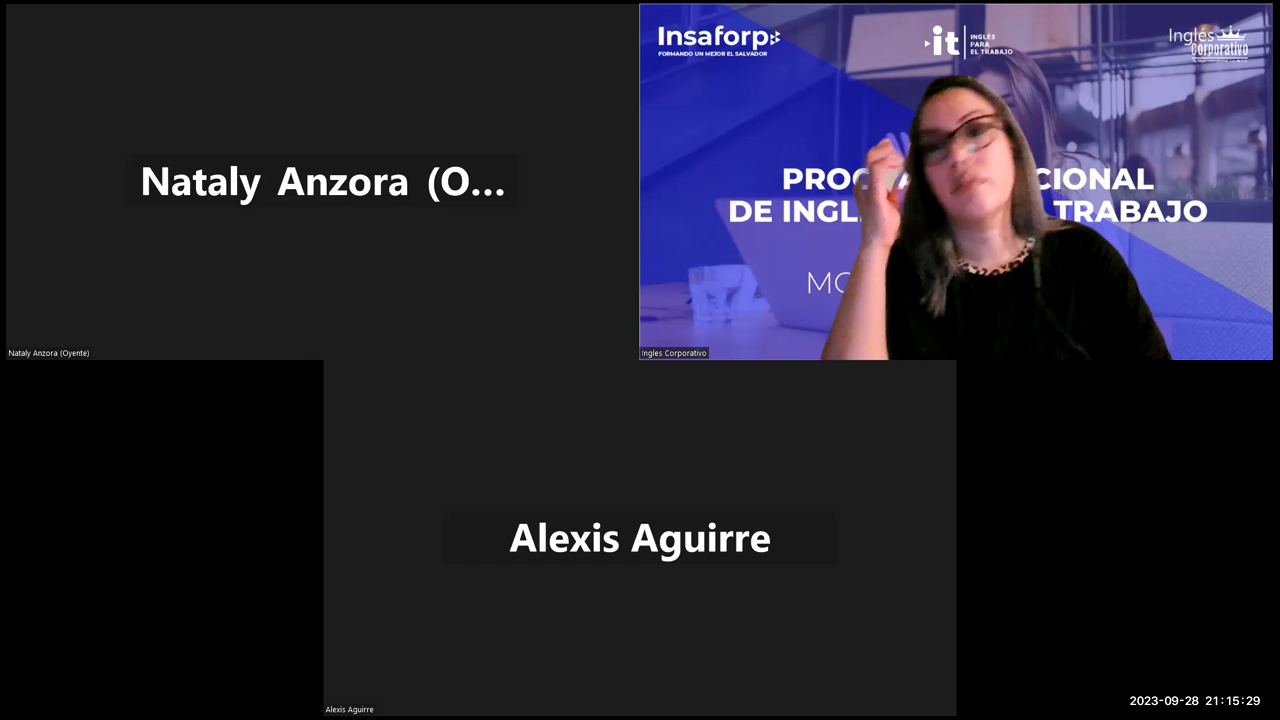 Nataly Anzora (O...
Nataly Anzora (Oyente)
Insaforp
FORMANDO UN MEJOR EL SALVADOR
it
INGLÉS
PARA
EL TRABAJO
Inglés
corporativo
PROG CIONAL
DE INGL TRABAJO
MO
Ingles Corporativo
Alexis Aguirre
Alexis Aguirre
2023-09-28 21:15:29